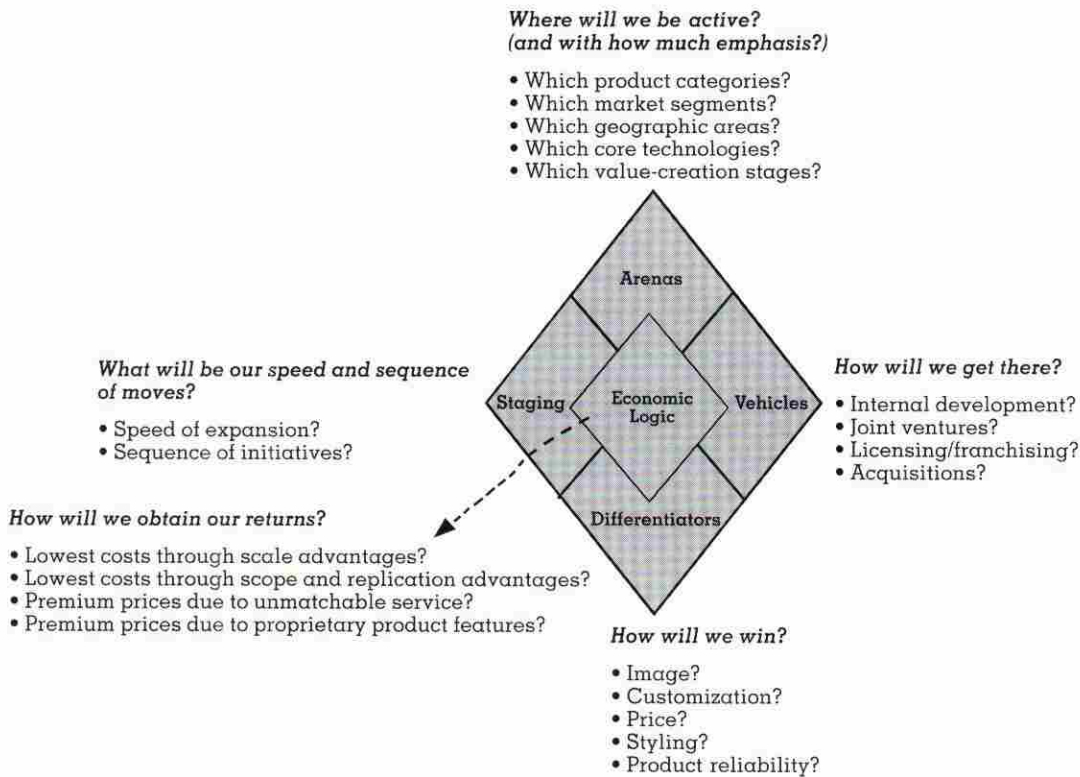 Where will we be active?
(and with how much emphasis?)
• Which product categories?
• Which market segments?
• Which geographic areas?
• Which core technologies?
• Which value-creation stages?
Arenas
What will be our speed and sequence
of moves?
• Speed of expansion?
• Sequence of initiatives?
Staging
Economic
Logic
Vehicles
How will we get there?
• Internal development?
• Joint ventures?
• Licensing/franchising?
• Acquisitions?
How will we obtain our returns?
• Lowest costs through scale advantages?
• Lowest costs through scope and replication advantages?
• Premium prices due to unmatchable service?
• Premium prices due to proprietary product features?
Differentiators
How will we win?
• Image?
• Customization?
• Price?
• Styling?
• Product reliability?